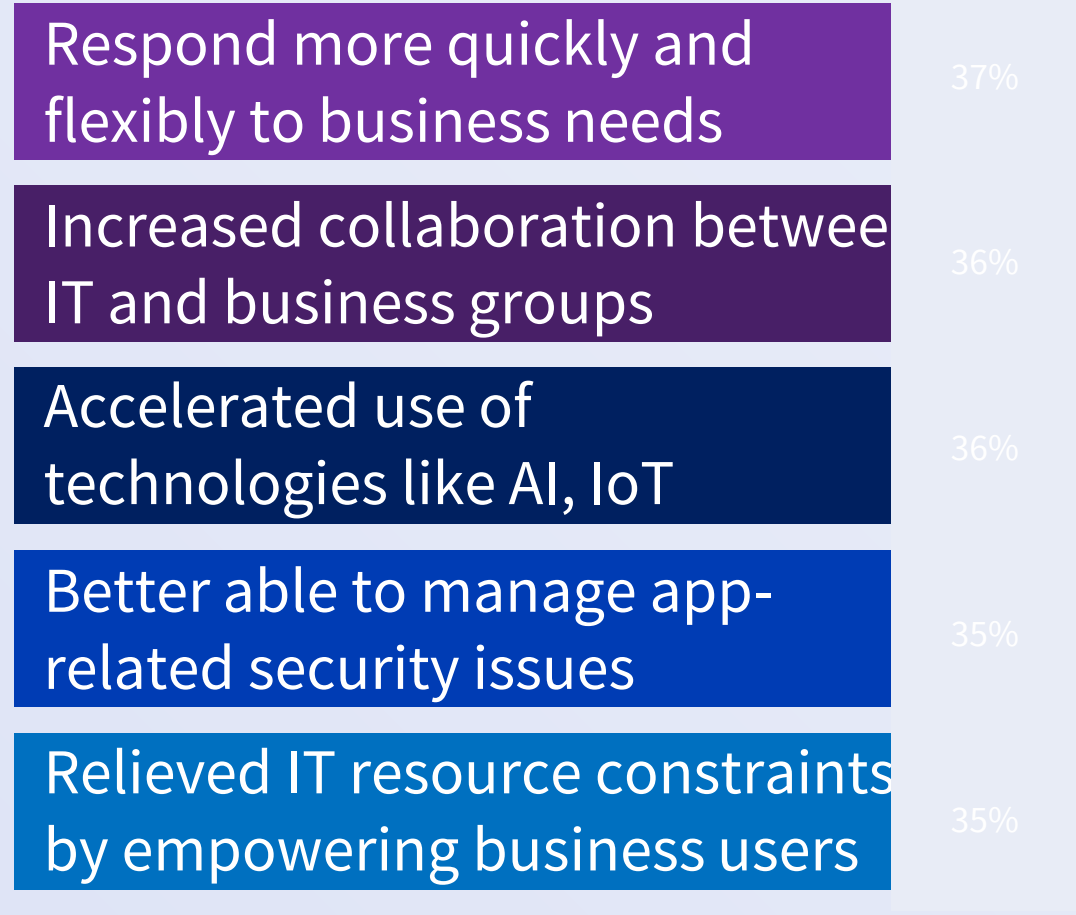 Respond more quickly and
flexibly to business needs
37%
Increased collaboration betwee
IT and business groups
36%
Accelerated use of
technologies like AI, IoT
36%
Better able to manage app-
related security issues
35%
Relieved IT resource constraints
by empowering business users
35%